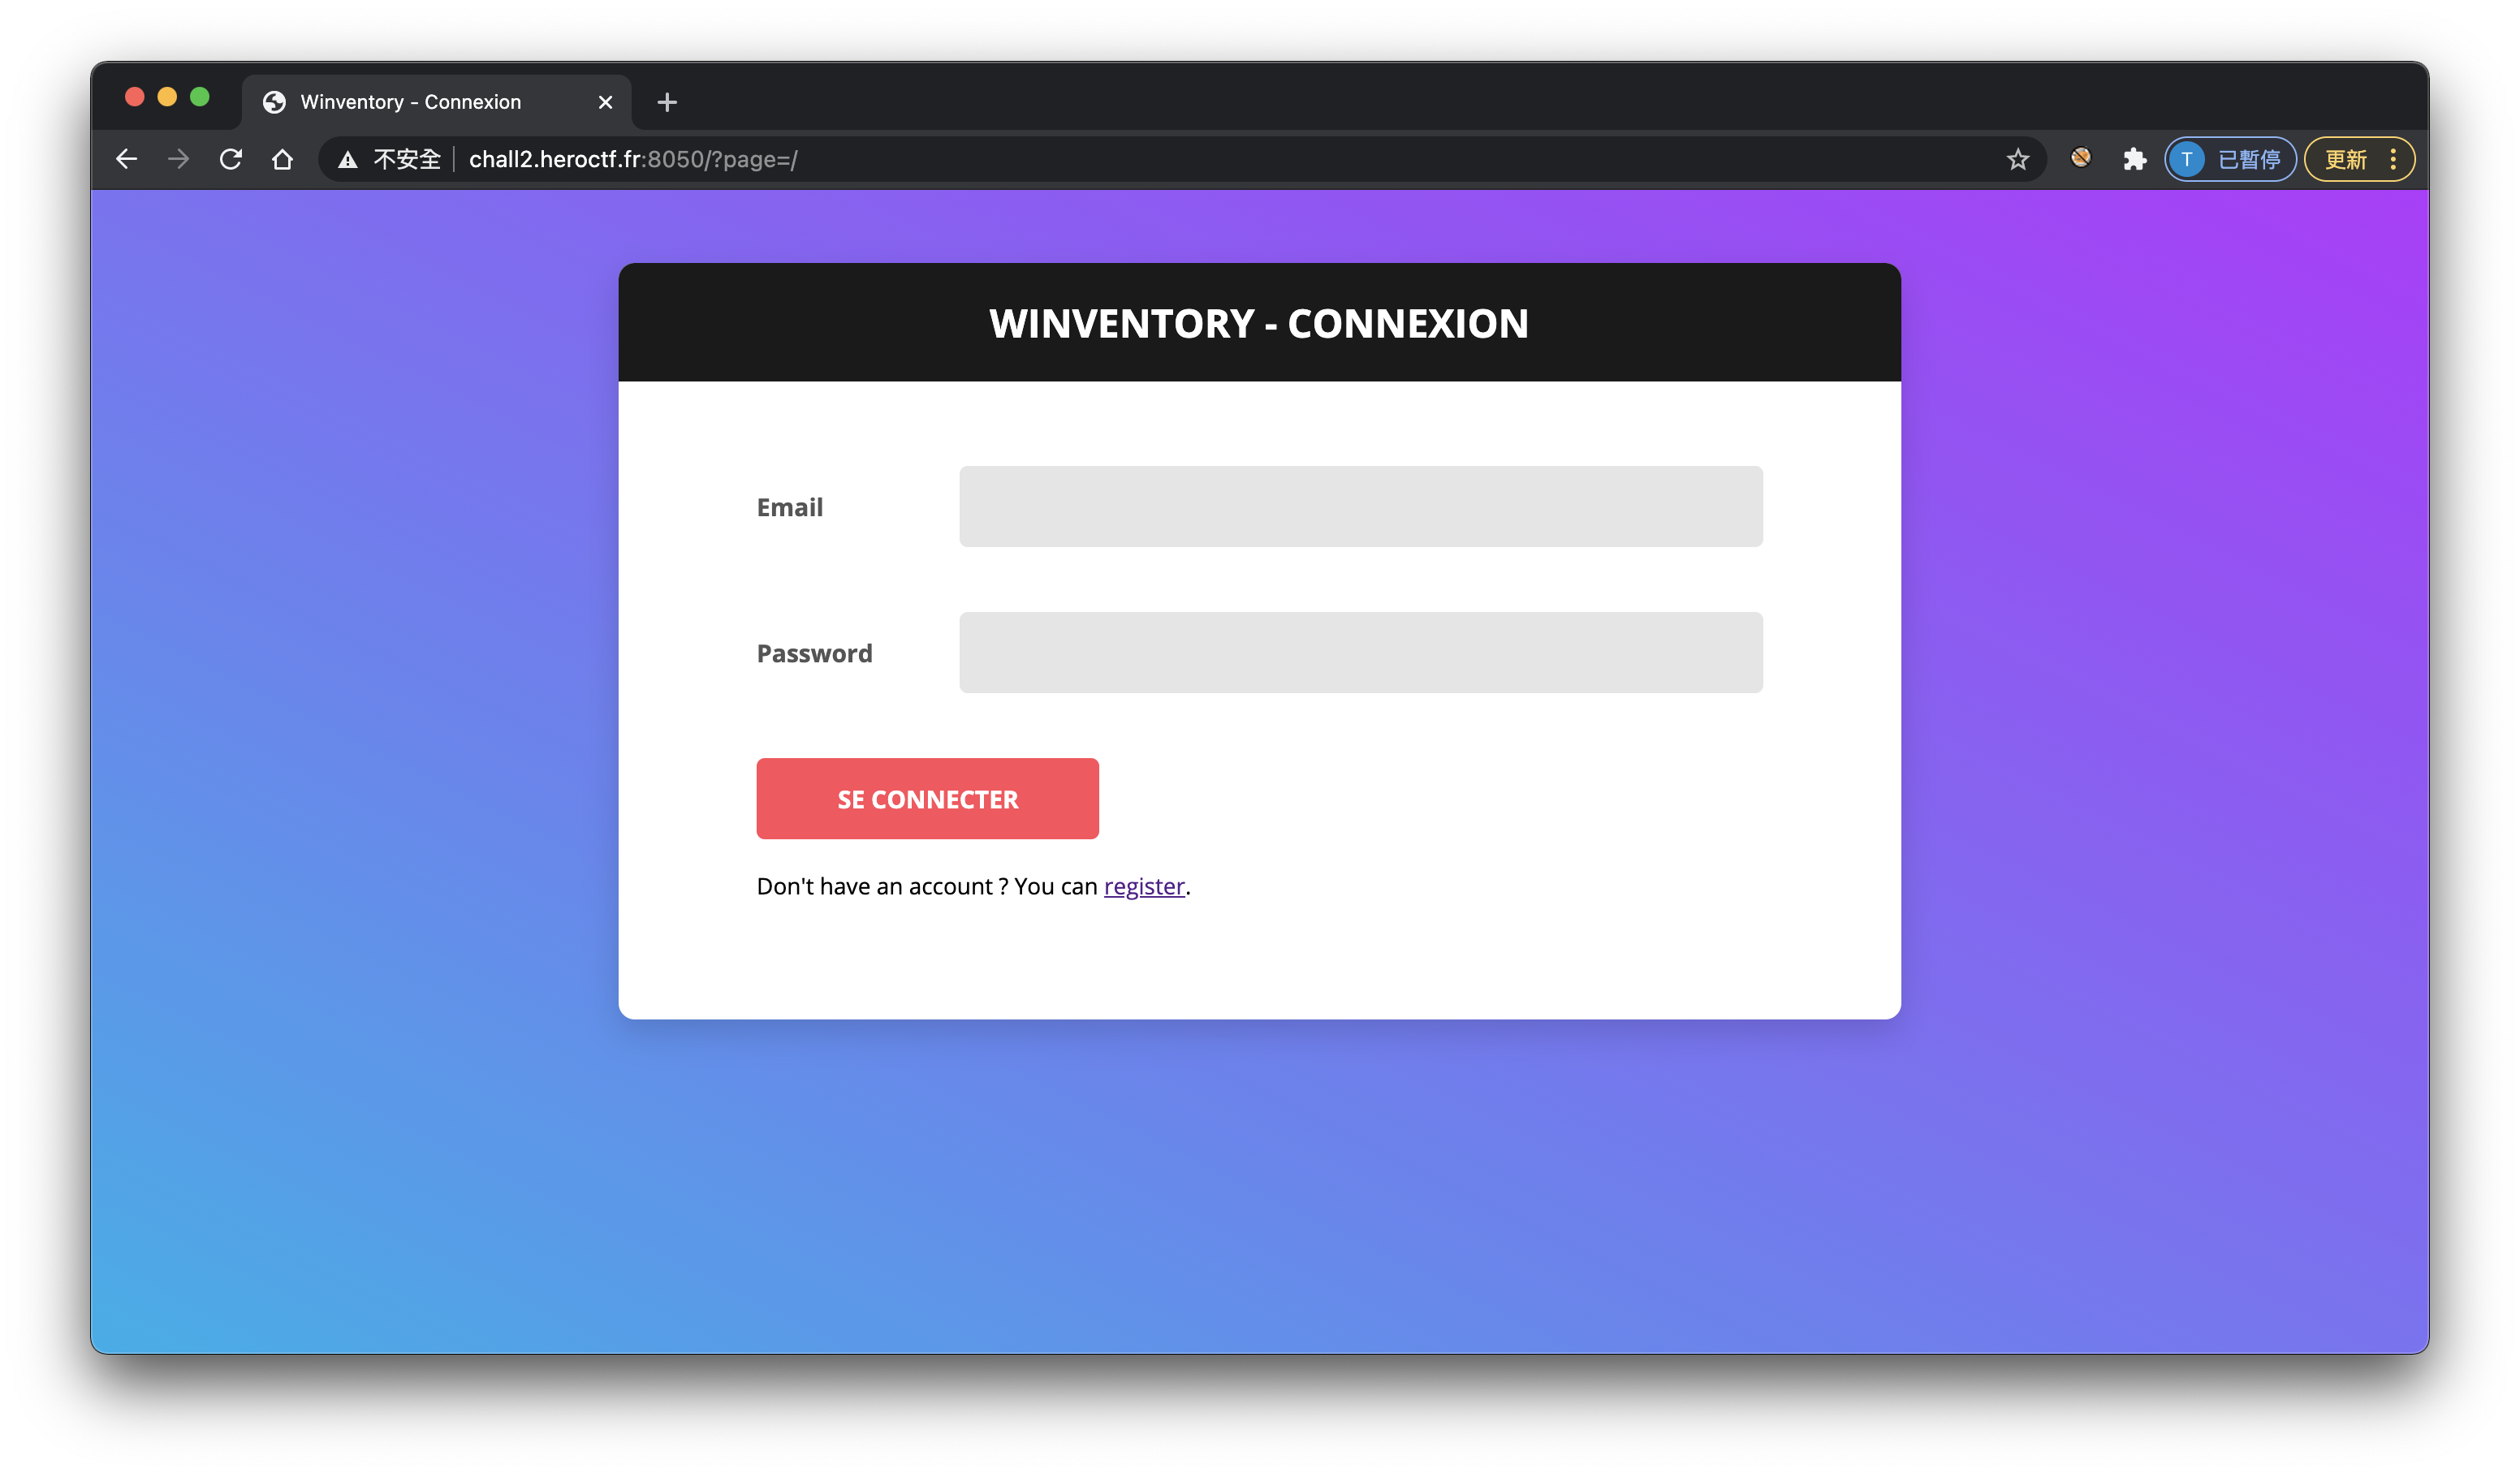 Winventory - Connexion
不安全 chall2.heroctf.fr:8050/?page=/
T 已暫停 更新
WINVENTORY - CONNEXION
Email
Password
SE CONNECTER
Don't have an account ? You can register.